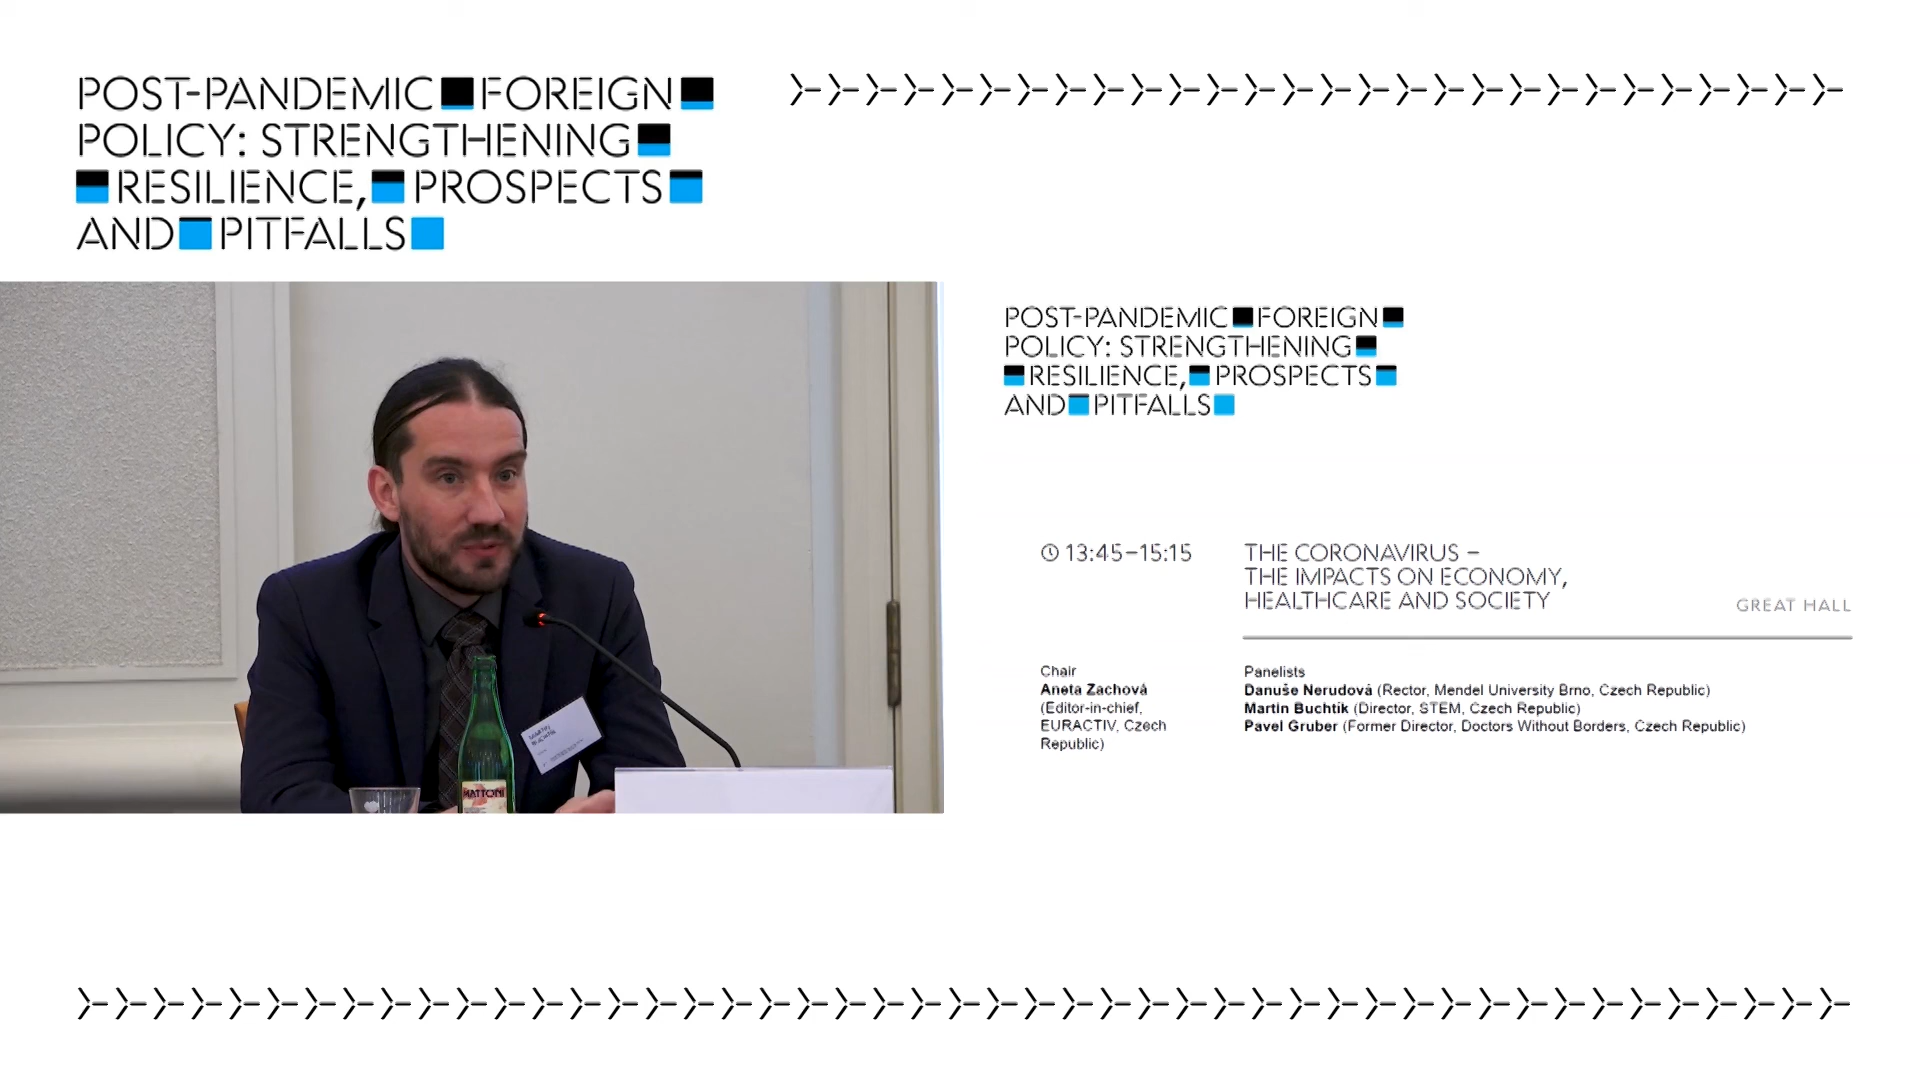 POST-PANDEMIC FOREIGN
POLICY: STRENGTHENING
RESILIENCE, PROSPECTS
AND PITFALLS
POST-PANDEMIC FOREIGN
POLICY: STRENGTHENING
RESILIENCE, PROSPECTS
AND PITFALLS
13:45–15:15
THE CORONAVIRUS –
THE IMPACTS ON ECONOMY,
HEALTHCARE AND SOCIETY
GREAT HALL
Chair
Aneta Zachová
(Editor-in-chief,
EURACTIV, Czech
Republic)
Panelists
Danuše Nerudová (Rector, Mendel University Brno, Czech Republic)
Martin Buchtík (Director, STEM, Czech Republic)
Pavel Gruber (Former Director, Doctors Without Borders, Czech Republic)
MATTONI